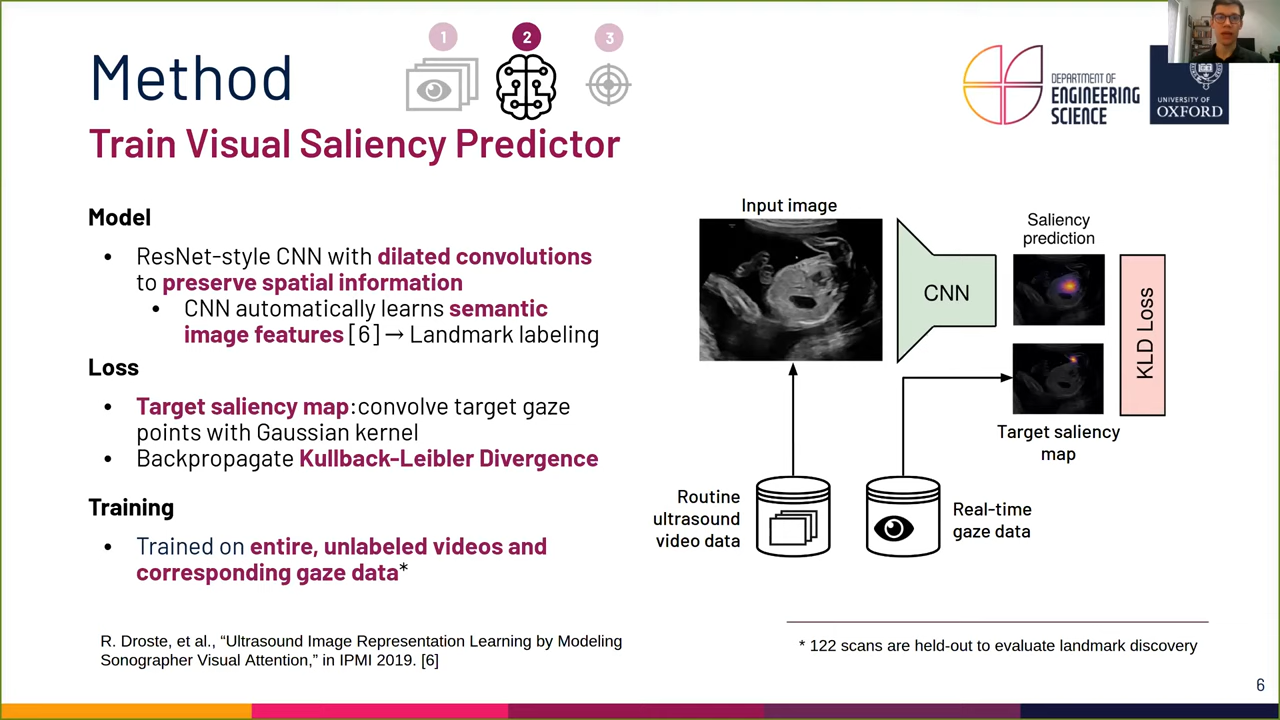 Method
1
2
3
DEPARTMENT OF
ENGINEERING
SCIENCE
UNIVERSITY OF
OXFORD
Train Visual Saliency Predictor
Model
• ResNet-style CNN with dilated convolutions
to preserve spatial information
• CNN automatically learns semantic
image features [6] → Landmark labeling
Loss
• Target saliency map:convolve target gaze
points with Gaussian kernel
• Backpropagate Kullback-Leibler Divergence
Training
• Trained on entire, unlabeled videos and
corresponding gaze data*
Input image
CNN
Saliency
prediction
KLD Loss
Target saliency
map
Routine
ultrasound
video data
Real-time
gaze data
R. Droste, et al., “Ultrasound Image Representation Learning by Modeling
Sonographer Visual Attention,” in IPMI 2019. [6]
* 122 scans are held-out to evaluate landmark discovery
6